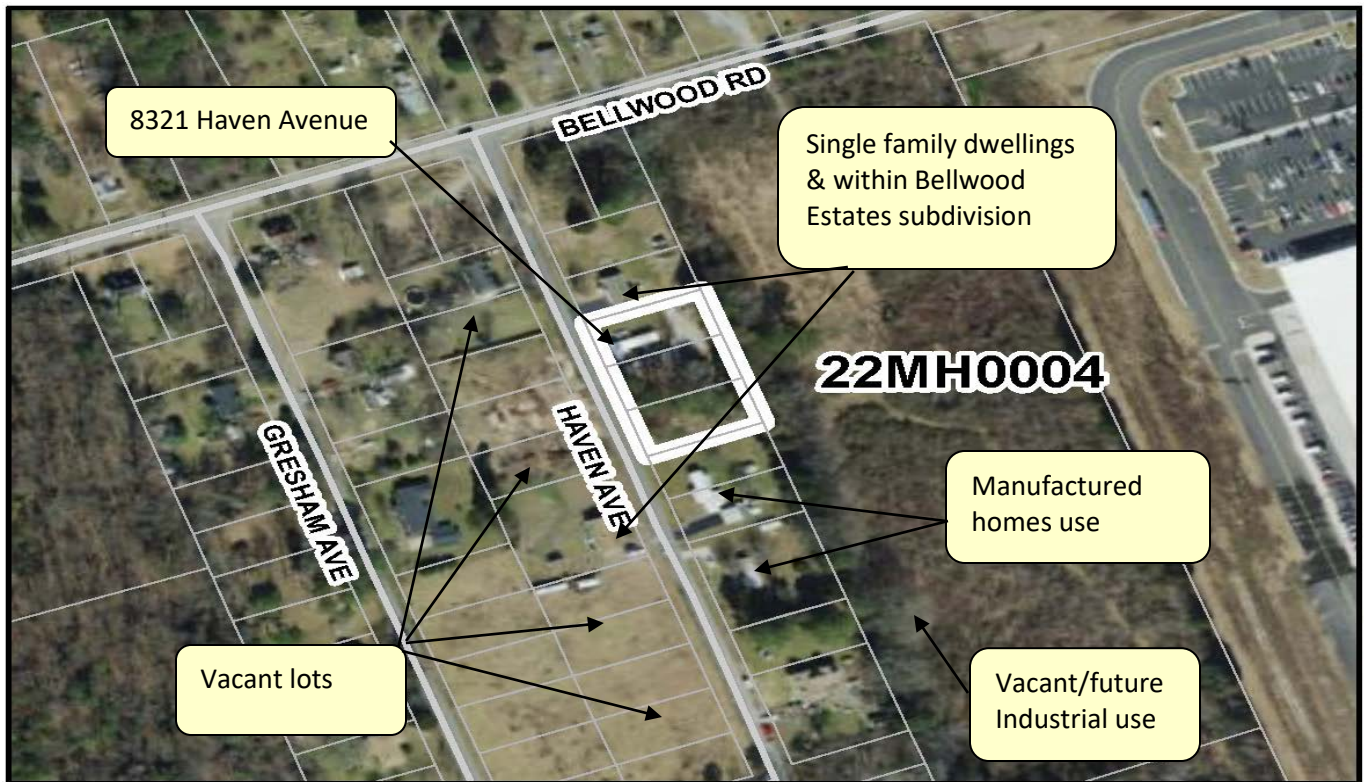 BELLWOOD RD
8321 Haven Avenue
Single family dwellings
& within Bellwood
Estates subdivision
22MH0004
HAVEN AVE
GRESHAM AVE
Manufactured
homes use
Vacant lots
Vacant/future
Industrial use